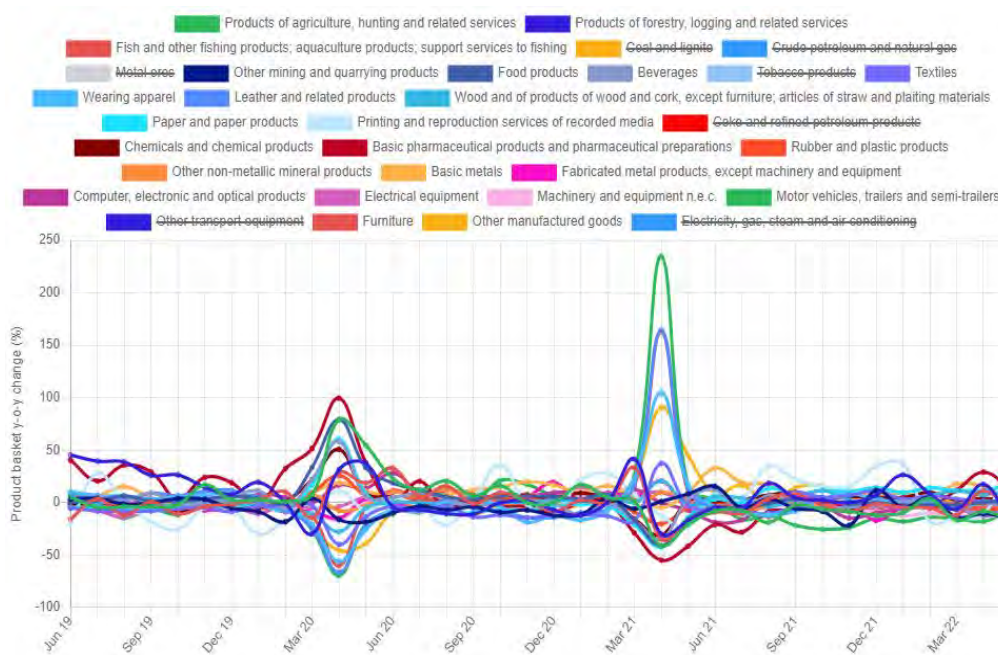 Products of agriculture, hunting and related services Products of forestry, logging and related services
Fish and other fishing products; aquaculture products; support services to fishing Coal and lignite Crude petroleum and natural gas
Metal ores Other mining and quarrying products Food products Beverages Tobacco products Textiles
Wearing apparel Leather and related products Wood and of products of wood and cork, except furniture; articles of straw and plaiting materials
Paper and paper products Printing and reproduction services of recorded media Coke and refined petroleum products
Chemicals and chemical products Basic pharmaceutical products and pharmaceutical preparations Rubber and plastic products
Other non-metallic mineral products Basic metals Fabricated metal products, except machinery and equipment
Computer, electronic and optical products Electrical equipment Machinery and equipment n.e.c. Motor vehicles, trailers and semi-trailers
Other transport equipment Furniture Other manufactured goods Electricity, gas, steam and air conditioning
Product basket y-o-y change (%)
250
200
150
100
50
0
-50
-100
Jun 19 Sep 19 Dec 19 Mar 20 Jun 20 Sep 20 Dec 20 Mar 21 Jun 21 Sep 21 Dec 21 Mar 22